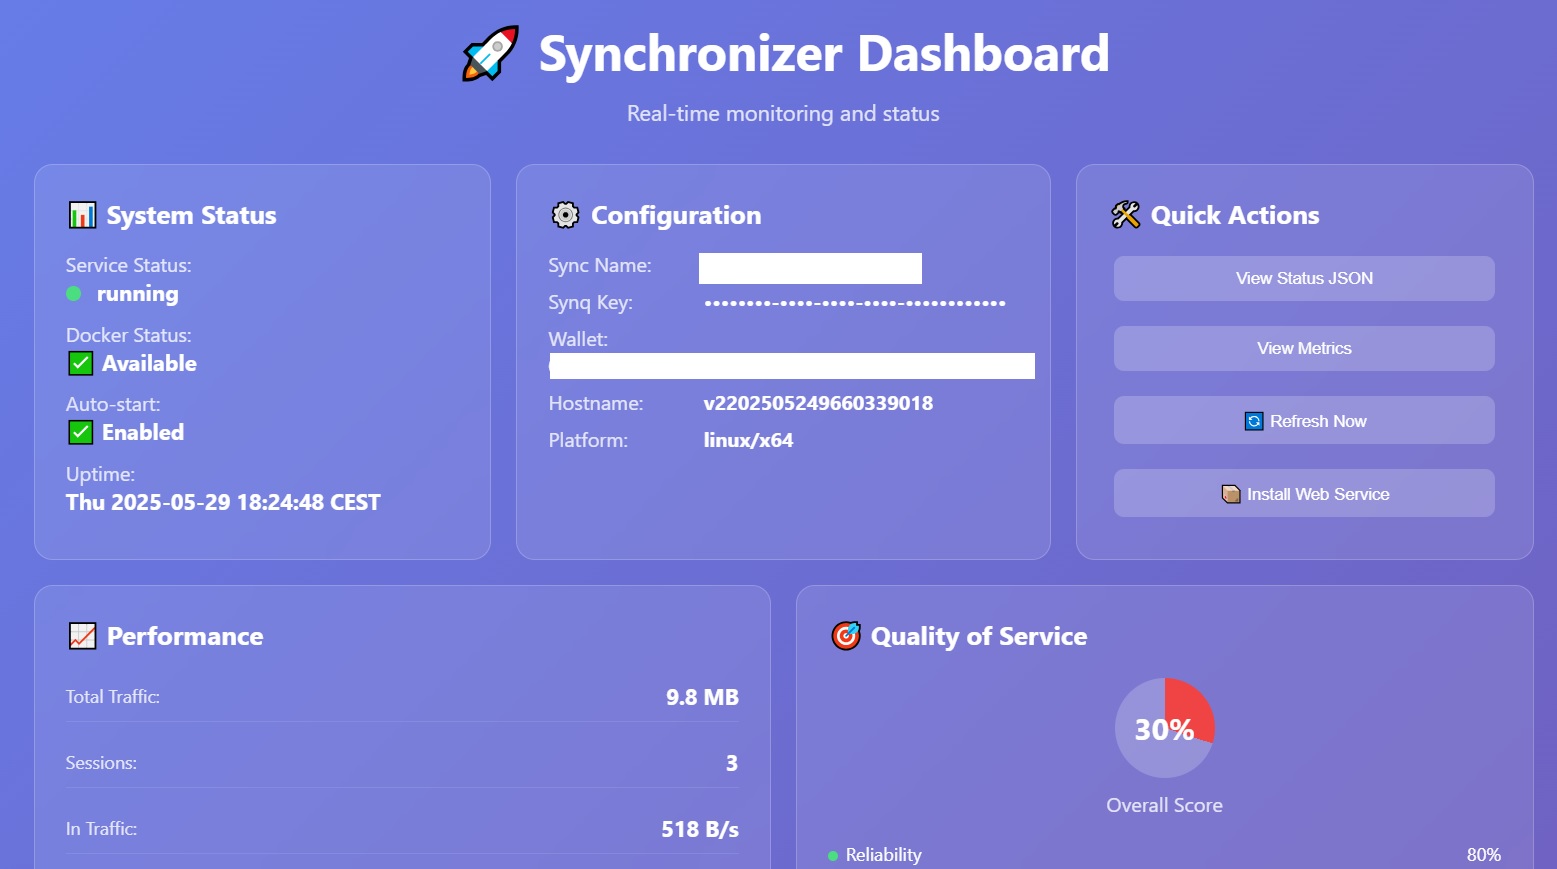 Synchronizer Dashboard
Real-time monitoring and status
System Status
Service Status:
running
Docker Status:
Available
Auto-start:
Enabled
Uptime:
Thu 2025-05-29 18:24:48 CEST
Configuration
Sync Name:
Synq Key: ••••••••-••••-••••-••••-••••••••••••
Wallet:
Hostname: v2202505249660339018
Platform: linux/x64
Quick Actions
View Status JSON
View Metrics
Refresh Now
Install Web Service
Performance
Total Traffic: 9.8 MB
Sessions: 3
In Traffic: 518 B/s
Quality of Service
30%
Overall Score
Reliability 80%